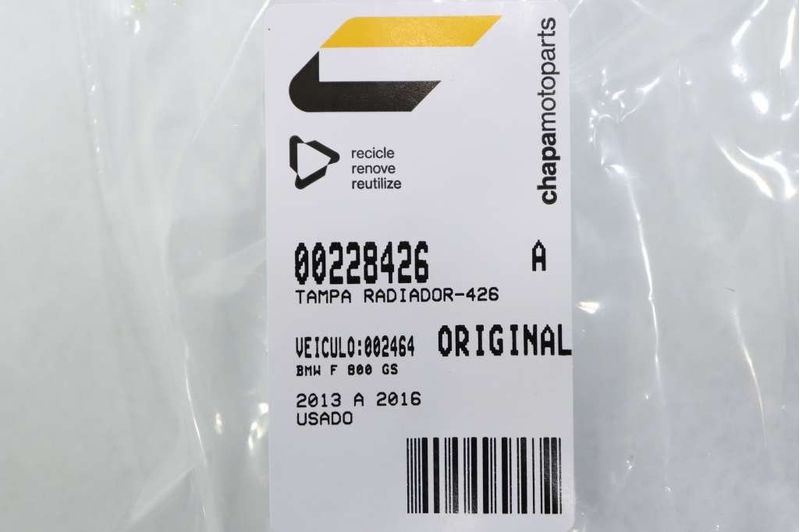 chapamotoparts
recicle
renove
reutilize
00228426 A
TAMPA RADIADOR-426
VEICULO:002464 ORIGINAL
BMW F 800 GS
2013 A 2016
USADO